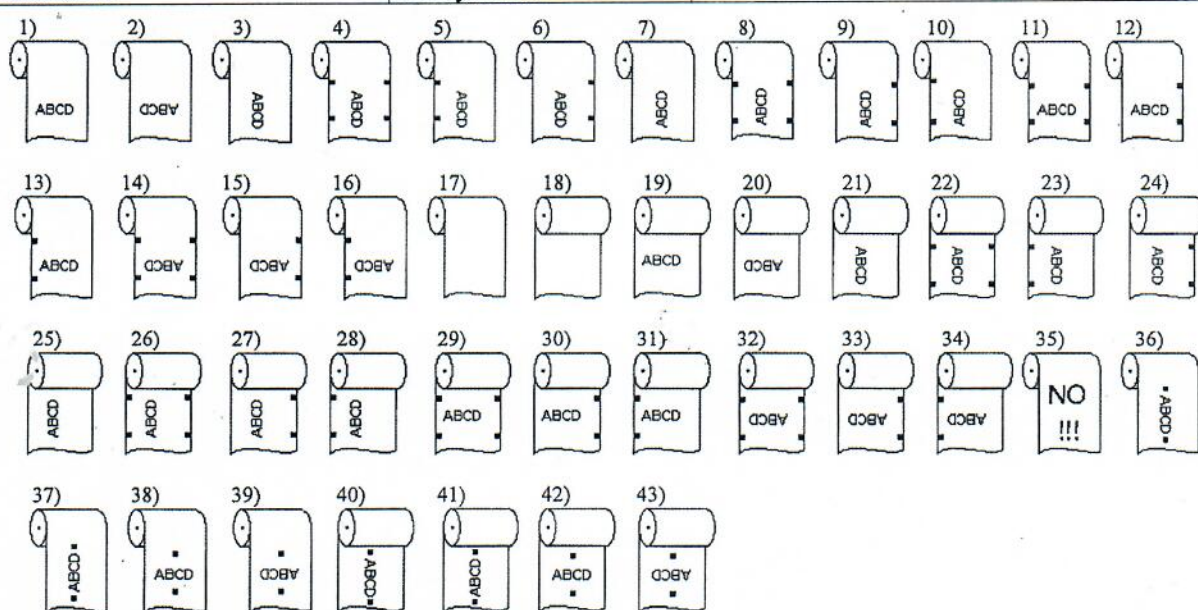 1) 2) 3) 4) 5) 6) 7) 8) 9) 10) 11) 12)
ABCD ABCD ABCD ABCD ABCD ABCD ABCD ABCD ABCD ABCD ABCD ABCD
13) 14) 15) 16) 17) 18) 19) 20) 21) 22) 23) 24)
ABCD ABCD ABCD ABCD ABCD ABCD ABCD ABCD ABCD ABCD
25) 26) 27) 28) 29) 30) 31) 32) 33) 34) 35) 36)
ABCD ABCD ABCD ABCD ABCD ABCD ABCD ABCD ABCD ABCD NO ABCD
!!!
37) 38) 39) 40) 41) 42) 43)
ABCD ABCD ABCD ABCD ABCD ABCD ABCD